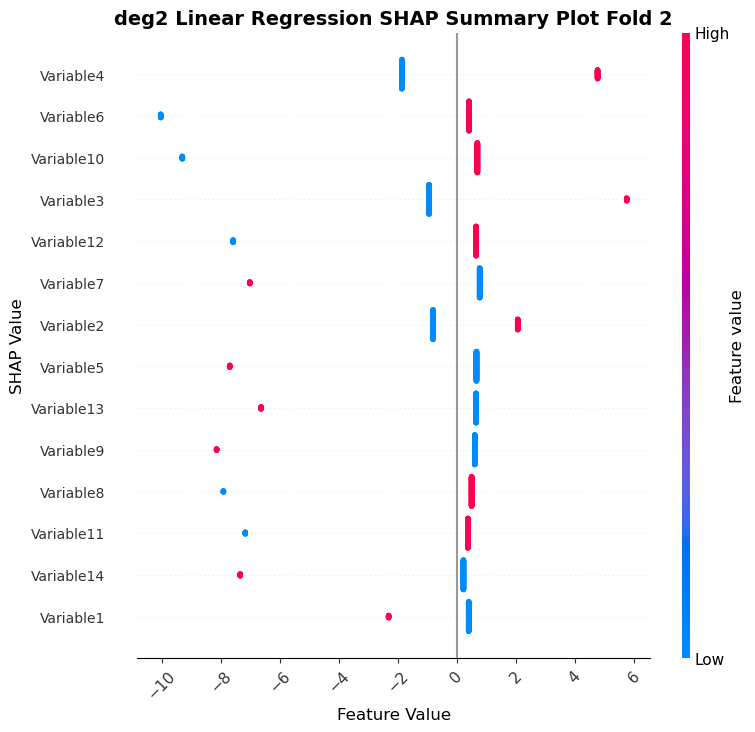 deg2 Linear Regression SHAP Summary Plot Fold 2
High
Variable4
Variable6
Variable10
Variable3
Variable12
Variable7
Variable2
Variable5
Variable13
Variable9
Variable8
Variable11
Variable14
Variable1
SHAP Value
−10
−8
−6
−4
−2
0
2
4
6
Feature Value
Low
Feature value